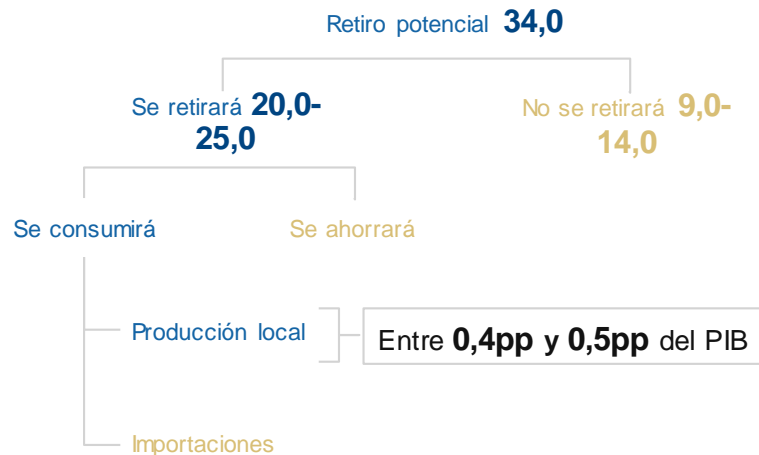 Retiro potencial 34,0
Se retirará 20,0-
25,0
No se retirará 9,0-
14,0
Se consumirá
Se ahorrará
Producción local
Entre 0,4pp y 0,5pp del PIB
Importaciones